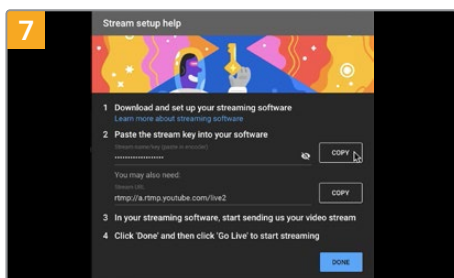 7
Stream setup help
1 Download and set up your streaming software
Learn more about streaming software
2 Paste the stream key into your software
Stream name/key (paste in encoder)
••••••••••••••••••••
COPY
You may also need:
Stream URL
rtmp://a.rtmp.youtube.com/live2
COPY
3 In your streaming software, start sending us your video stream
4 Click 'Done' and then click 'Go Live' to start streaming
DONE